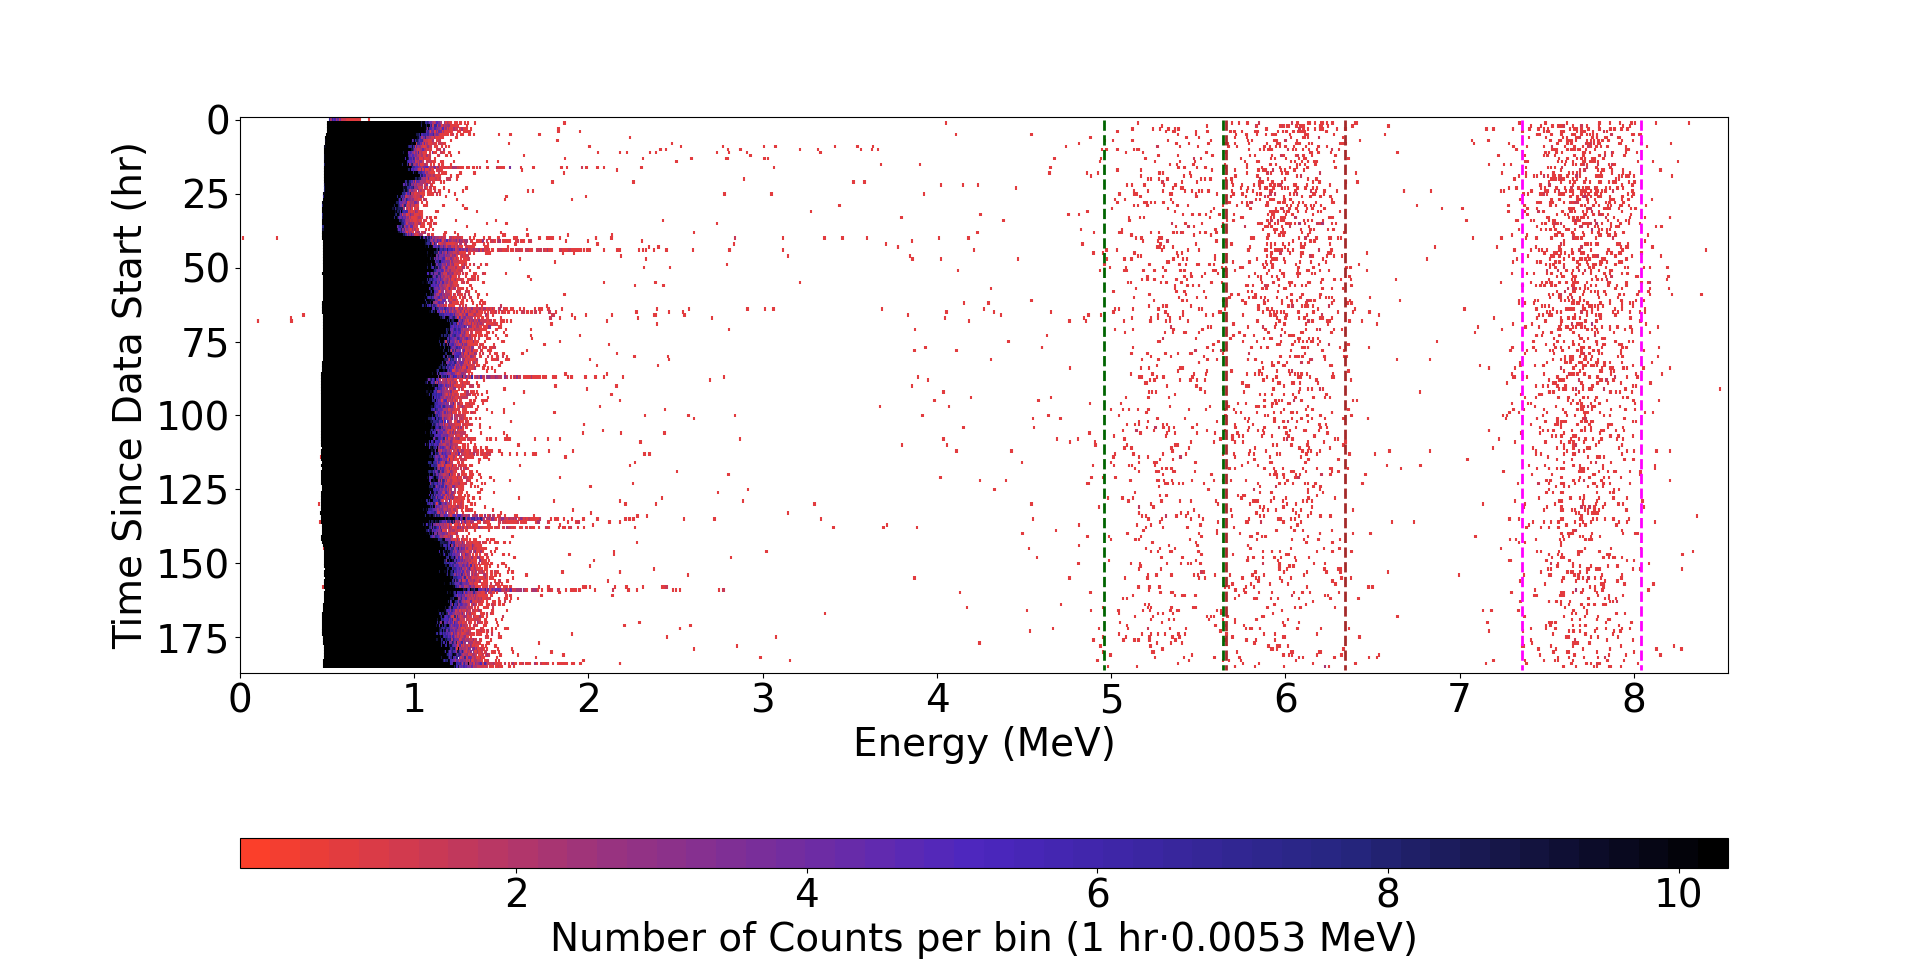 Time Since Data Start (hr)
0
25
50
75
100
125
150
175
0 1 2 3 4 5 6 7 8
Energy (MeV)
2 4 6 8 10
Number of Counts per bin (1 hr·0.0053 MeV)